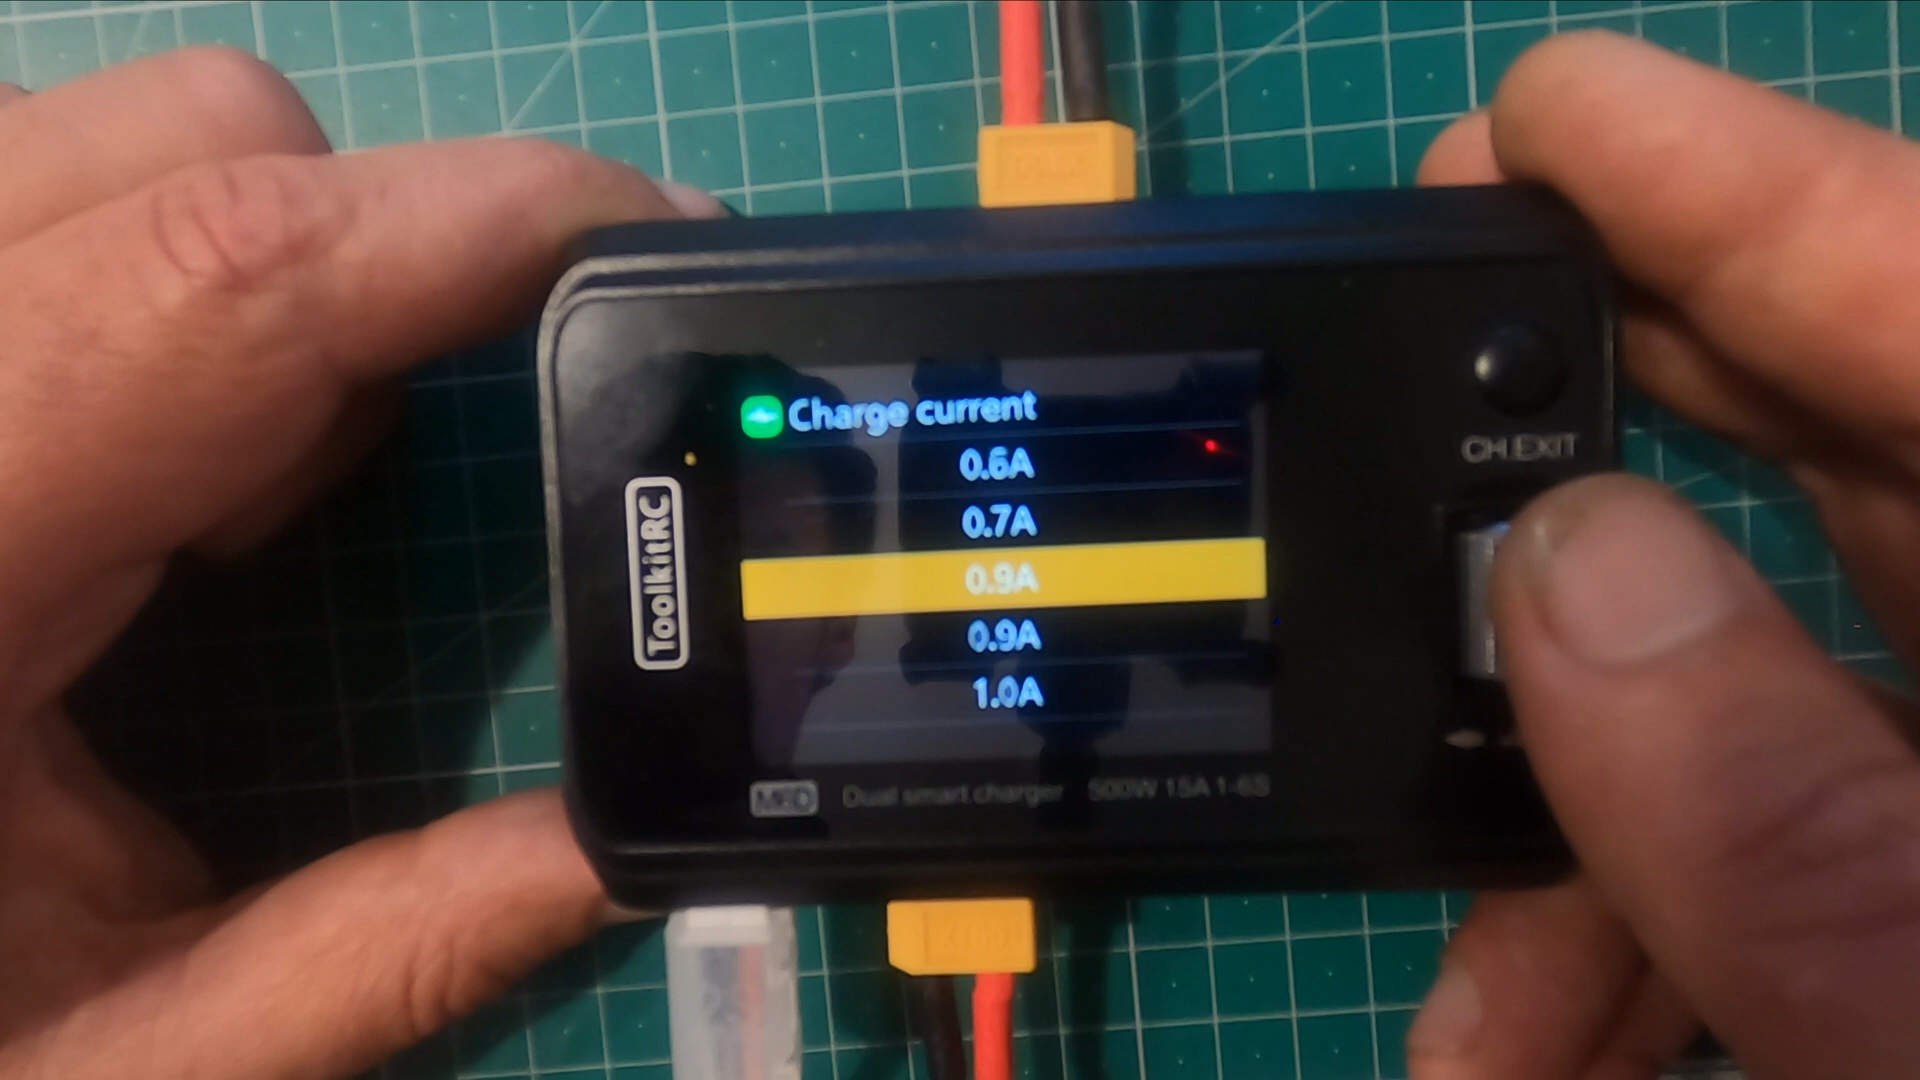 Charge current
0.6A
0.7A
0.9A
0.9A
1.0A
ToolkitRC
CH.EXIT
Dual smart charger 500W 15A 1-6S
XT60